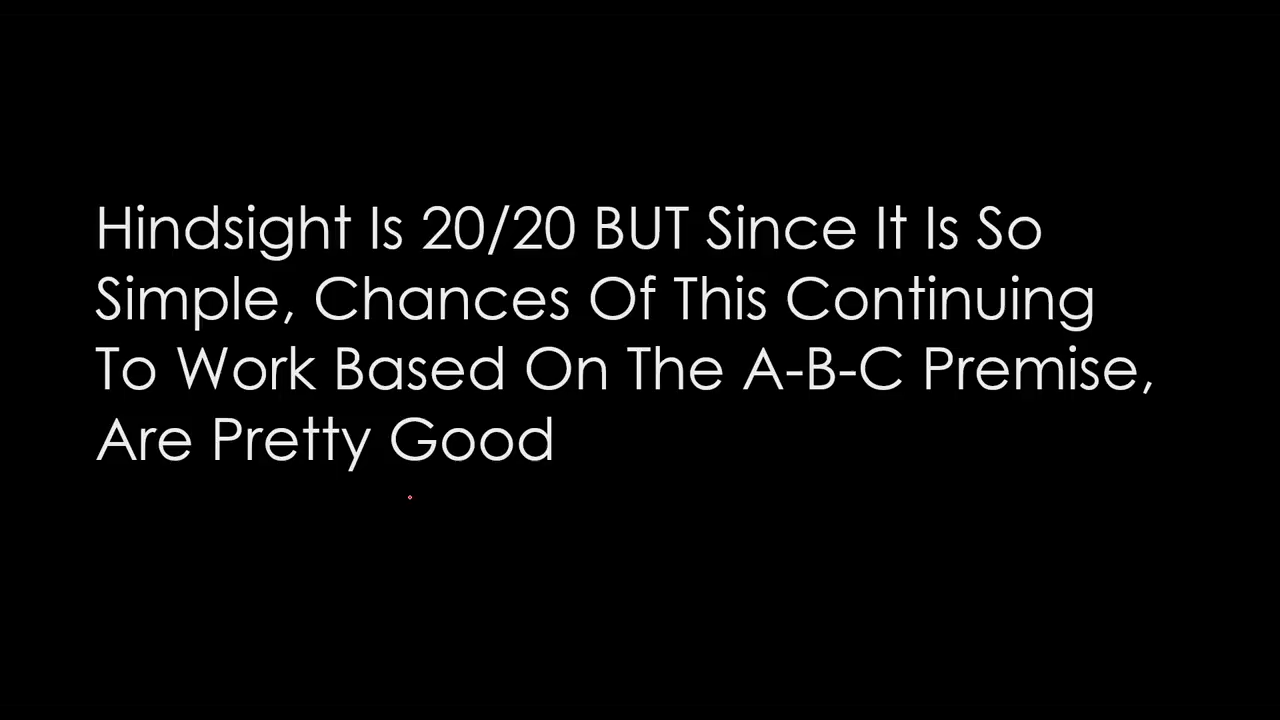 Hindsight Is 20/20 BUT Since It Is So
Simple, Chances Of This Continuing
To Work Based On The A-B-C Premise,
Are Pretty Good